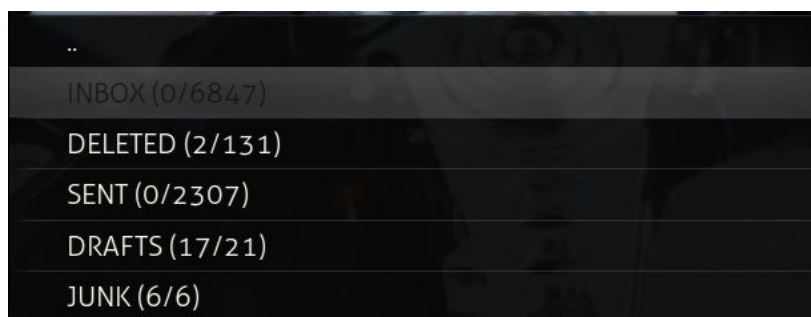 ..
INBOX (0/6847)
DELETED (2/131)
SENT (0/2307)
DRAFTS (17/21)
JUNK (6/6)